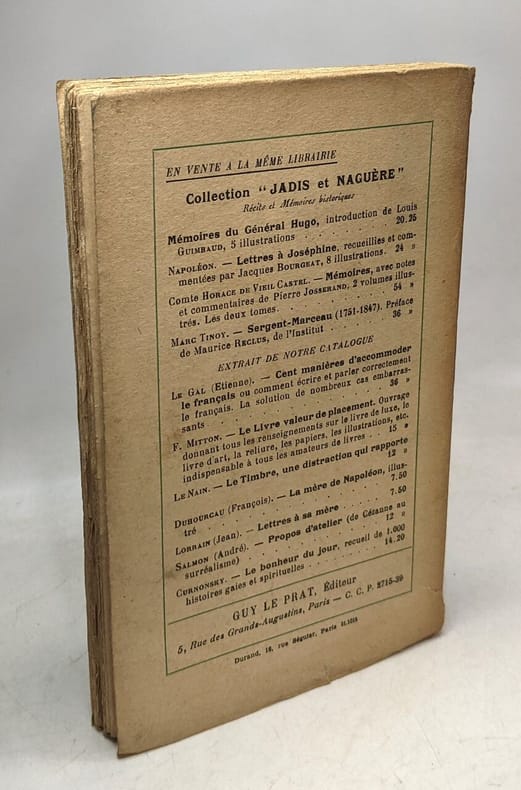 EN VENTE A LA MÊME LIBRAIRIE
Collection “JADIS et NAGUÈRE”
Récits et Mémoires historiques
Mémoires du Général Hugo, introduction de Louis
GUIMBAUD, 5 illustrations . . . . . . . . 20.25
NAPOLÉON. — Lettres à Joséphine, recueillies et com-
mentées par Jacques BOURGEAT, 8 illustrations. 24 »
Comte HORACE DE VIEIL CASTEL. — Mémoires, avec notes
et commentaires de Pierre JOSSERAND, 2 volumes illus-
trés. Les deux tomes. . . . . . . . . 54 »
MARC TINOY. — Sergent-Marceau (1751-1847). Préface
de Maurice RECLUS, de l'Institut . . . . . . 36 »
EXTRAIT DE NOTRE CATALOGUE
LE GAL (Etienne). — Cent manières d'accommoder
le français ou comment écrire et parler correctement
le français. La solution de nombreux cas embarras-
sants . . . . . . . . . . . . 36 »
F. MITTON. — Le Livre valeur de placement. Ouvrage
donnant tous les renseignements sur le livre de luxe, le
livre d'art, la reliure, les papiers, les illustrations, etc.
indispensable à tous les amateurs de livres . . 15 »
LE NAIN. — Le Timbre, une distraction qui rapporte
12 »
DUHOURCAU (François). — La mère de Napoléon, illus-
tré . . . . . . . . . . . . 7.50
LORRAIN (Jean). — Lettres à sa mère . . . . . 7.50
SALMON (André). — Propos d'atelier (de Cézanne au
surréalisme) . . . . . . . . . . 12 »
CURNONSKY. — Le bonheur du jour, recueil de 1.000
histoires gaies et spirituelles . . . . . . . 14.20
GUY LE PRAT, Éditeur
5, Rue des Grands-Augustins, Paris — C. C. P. 2715-39
Durand, 18, rue Séguier, Paris